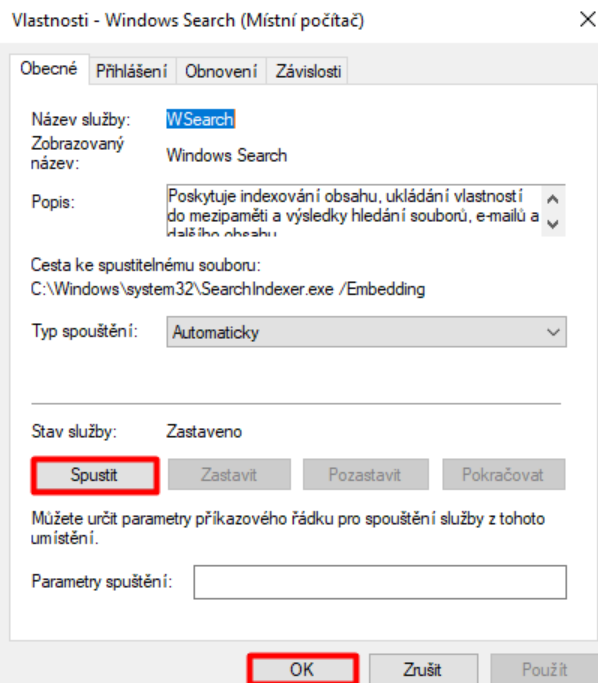 Vlastnosti - Windows Search (Místní počítač)
Obecné Přihlášení Obnovení Závislosti
Název služby: WSearch
Zobrazovaný
název: Windows Search
Popis: Poskytuje indexování obsahu, ukládání vlastností
do mezipaměti a výsledky hledání souborů, e-mailů a
dalšího obsahu.
Cesta ke spustitelnému souboru:
C:\Windows\system32\SearchIndexer.exe /Embedding
Typ spouštění: Automaticky
Stav služby: Zastaveno
Spustit Zastavit Pozastavit Pokračovat
Můžete určit parametry příkazového řádku pro spouštění služby z tohoto
umístění.
Parametry spuštění:
OK Zrušit Použít